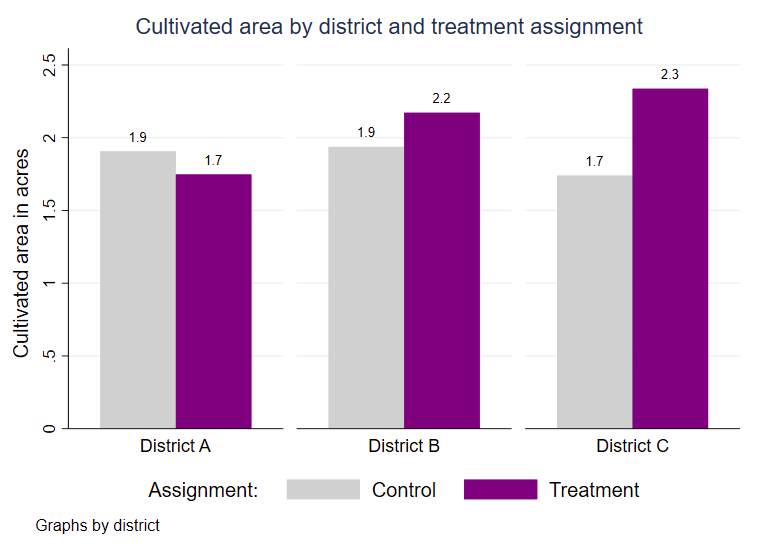 Cultivated area by district and treatment assignment
Cultivated area in acres
2.5
2
1.5
1
.5
0
1.9
1.7
1.9
2.2
1.7
2.3
District A
District B
District C
Assignment: Control Treatment
Graphs by district